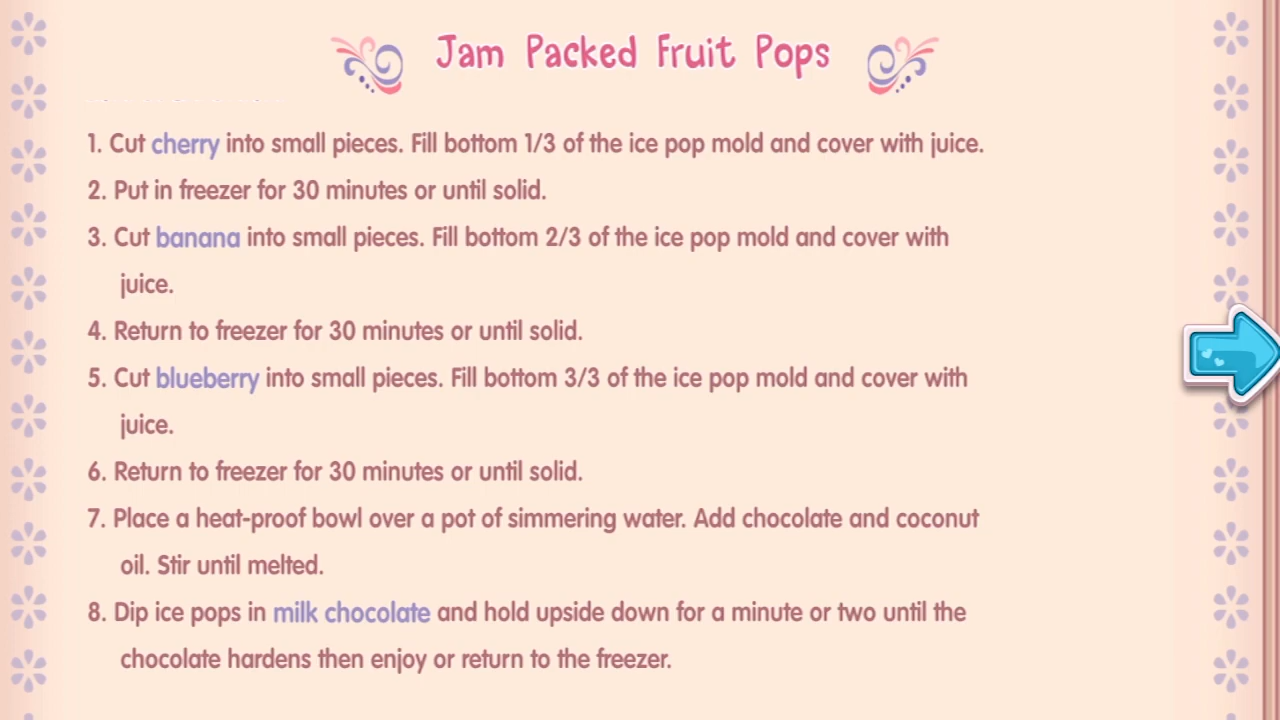 Jam Packed Fruit Pops
1. Cut cherry into small pieces. Fill bottom 1/3 of the ice pop mold and cover with juice.
2. Put in freezer for 30 minutes or until solid.
3. Cut banana into small pieces. Fill bottom 2/3 of the ice pop mold and cover with
juice.
4. Return to freezer for 30 minutes or until solid.
5. Cut blueberry into small pieces. Fill bottom 3/3 of the ice pop mold and cover with
juice.
6. Return to freezer for 30 minutes or until solid.
7. Place a heat-proof bowl over a pot of simmering water. Add chocolate and coconut
oil. Stir until melted.
8. Dip ice pops in milk chocolate and hold upside down for a minute or two until the
chocolate hardens then enjoy or return to the freezer.